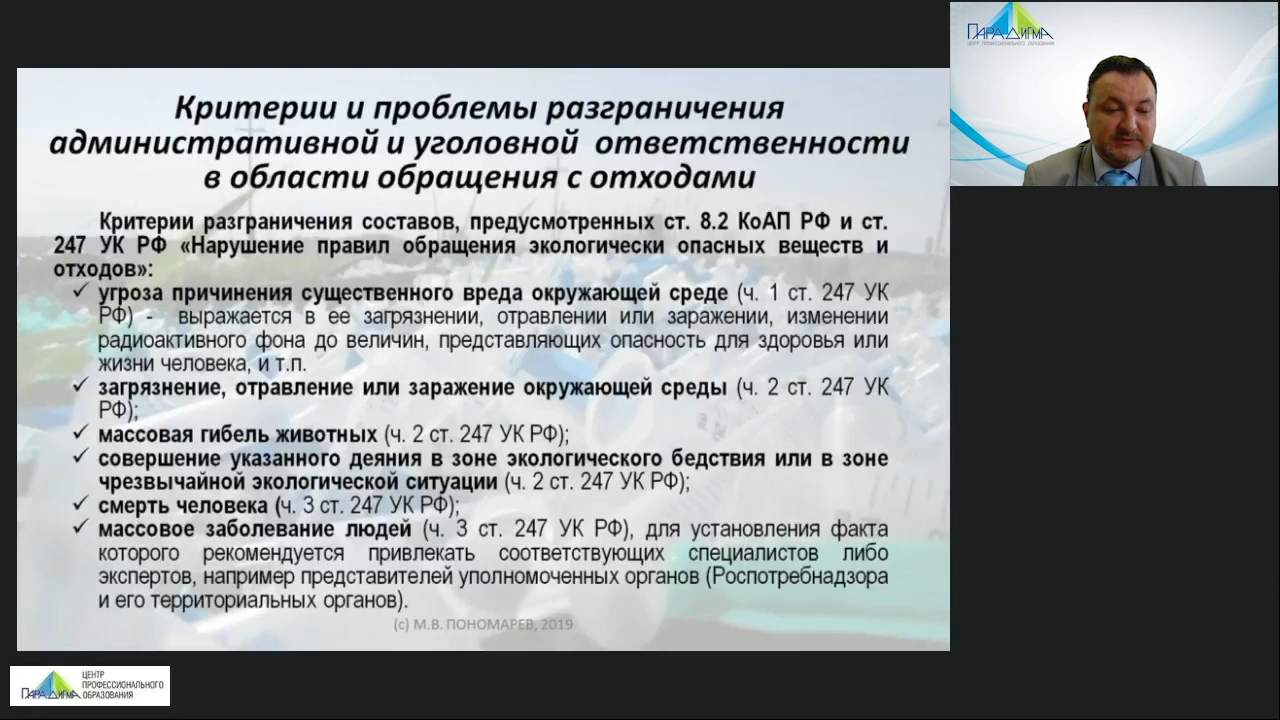 ПАРАДИГМА
ЦЕНТР ПРОФЕССИОНАЛЬНОГО ОБРАЗОВАНИЯ
Критерии и проблемы разграничения
административной и уголовной ответственности
в области обращения с отходами
Критерии разграничения составов, предусмотренных ст. 8.2 КоАП РФ и ст.
247 УК РФ «Нарушение правил обращения экологически опасных веществ и
отходов»:
✓ угроза причинения существенного вреда окружающей среде (ч. 1 ст. 247 УК
РФ) - выражается в ее загрязнении, отравлении или заражении, изменении
радиоактивного фона до величин, представляющих опасность для здоровья или
жизни человека, и т.п.
✓ загрязнение, отравление или заражение окружающей среды (ч. 2 ст. 247 УК
РФ);
✓ массовая гибель животных (ч. 2 ст. 247 УК РФ);
✓ совершение указанного деяния в зоне экологического бедствия или в зоне
чрезвычайной экологической ситуации (ч. 2 ст. 247 УК РФ);
✓ смерть человека (ч. 3 ст. 247 УК РФ);
✓ массовое заболевание людей (ч. 3 ст. 247 УК РФ), для установления факта
которого рекомендуется привлекать соответствующих специалистов либо
экспертов, например представителей уполномоченных органов (Роспотребнадзора
и его территориальных органов).
(с) М.В. ПОНОМАРЕВ, 2019
ПАРАДИГМА
ЦЕНТР
ПРОФЕССИОНАЛЬНОГО
ОБРАЗОВАНИЯ